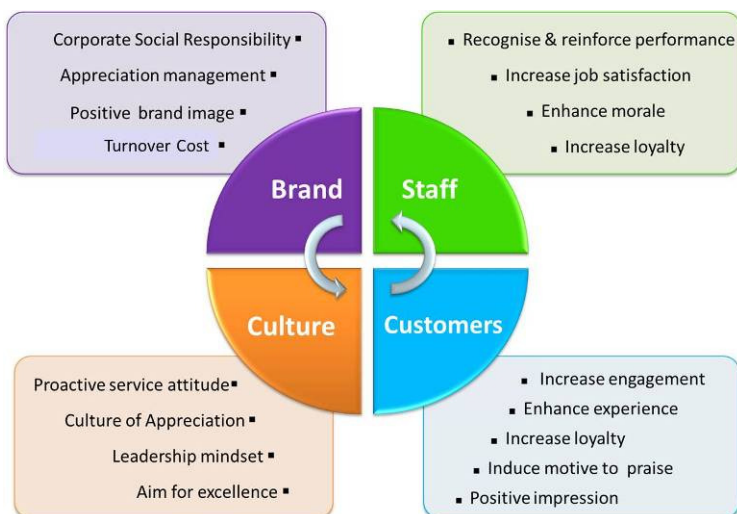 Corporate Social Responsibility ▪
Appreciation management ▪
Positive brand image ▪
Turnover Cost ▪
▪ Recognise & reinforce performance
▪ Increase job satisfaction
▪ Enhance morale
▪ Increase loyalty
Brand
Staff
Culture
Customers
Proactive service attitude ▪
Culture of Appreciation ▪
Leadership mindset ▪
Aim for excellence ▪
▪ Increase engagement
▪ Enhance experience
▪ Increase loyalty
▪ Induce motive to praise
▪ Positive impression